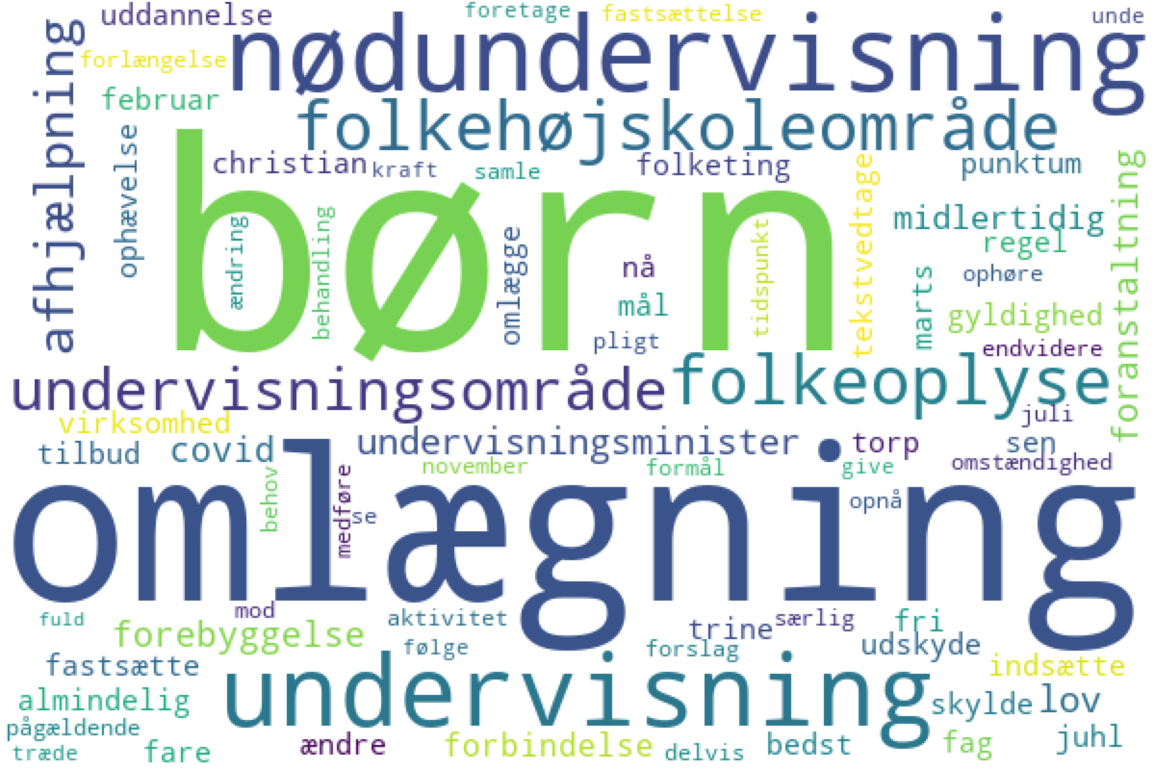 uddannelse
foretage
fastsættelse
unde
forlængelse
nødundervisning
februar
folkehøjskoleområde
afhjælpning
ophævelse
christian
kraft
samle
folketing
tekstvedtage
punktum
foranstaltning
børn
ændring
behandling
omlægge
nå
mål
pligt
tidspunkt
midlertidig
regel
ophøre
marts
gyldighed
endvidere
undervisningsområde
folkeoplyse
juli
virksomhed
tilbud
covid
undervisningsminister
torp
sen
behov
medføre
november
formål
give
omstændighed
se
opnå
omlægning
fuld
mod
aktivitet
særlig
fri
forebyggelse
følge
trine
forslag
udskyde
fastsætte
undervisning
indsætte
almindelig
skylde
lov
pågældende
træde
fare
ændre
forbindelse
delvis
bedst
fag
juhl